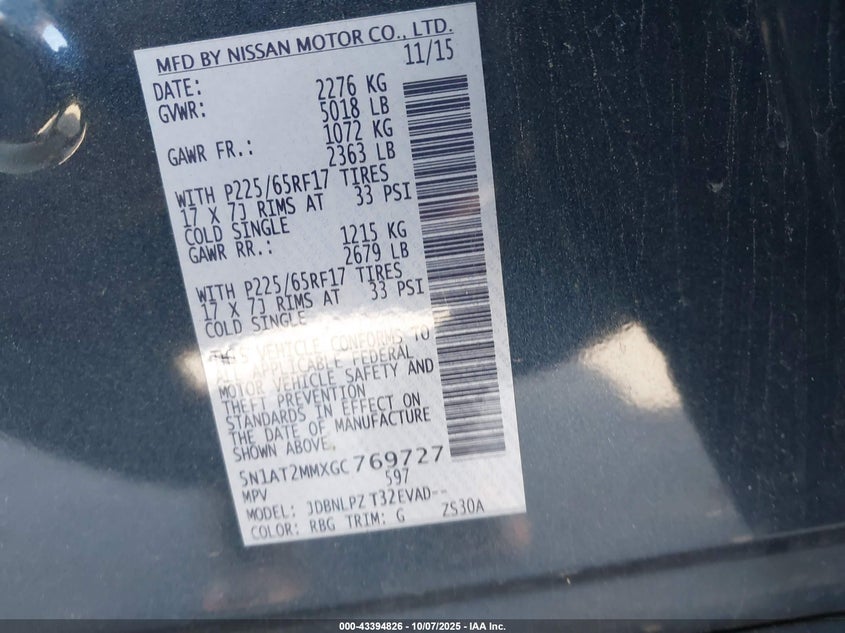 MFD BY NISSAN MOTOR CO., LTD.
DATE: 11/15
GVWR: 2276 KG
5018 LB
GAWR FR.: 1072 KG
2363 LB
WITH P225/65RF17 TIRES
17 X 7J RIMS AT 33 PSI
COLD SINGLE
GAWR RR.: 1215 KG
2679 LB
WITH P225/65RF17 TIRES
17 X 7J RIMS AT 33 PSI
COLD SINGLE
THIS VEHICLE CONFORMS TO
ALL APPLICABLE FEDERAL
MOTOR VEHICLE SAFETY AND
THEFT PREVENTION
STANDARDS IN EFFECT ON
THE DATE OF MANUFACTURE
SHOWN ABOVE.
5N1AT2MMXGC769727
MPV 597
MODEL: JDBNLPZ T32EVAD--
COLOR: RBG TRIM: G ZS30A
000-43394826 - 10/07/2025 - IAA Inc.